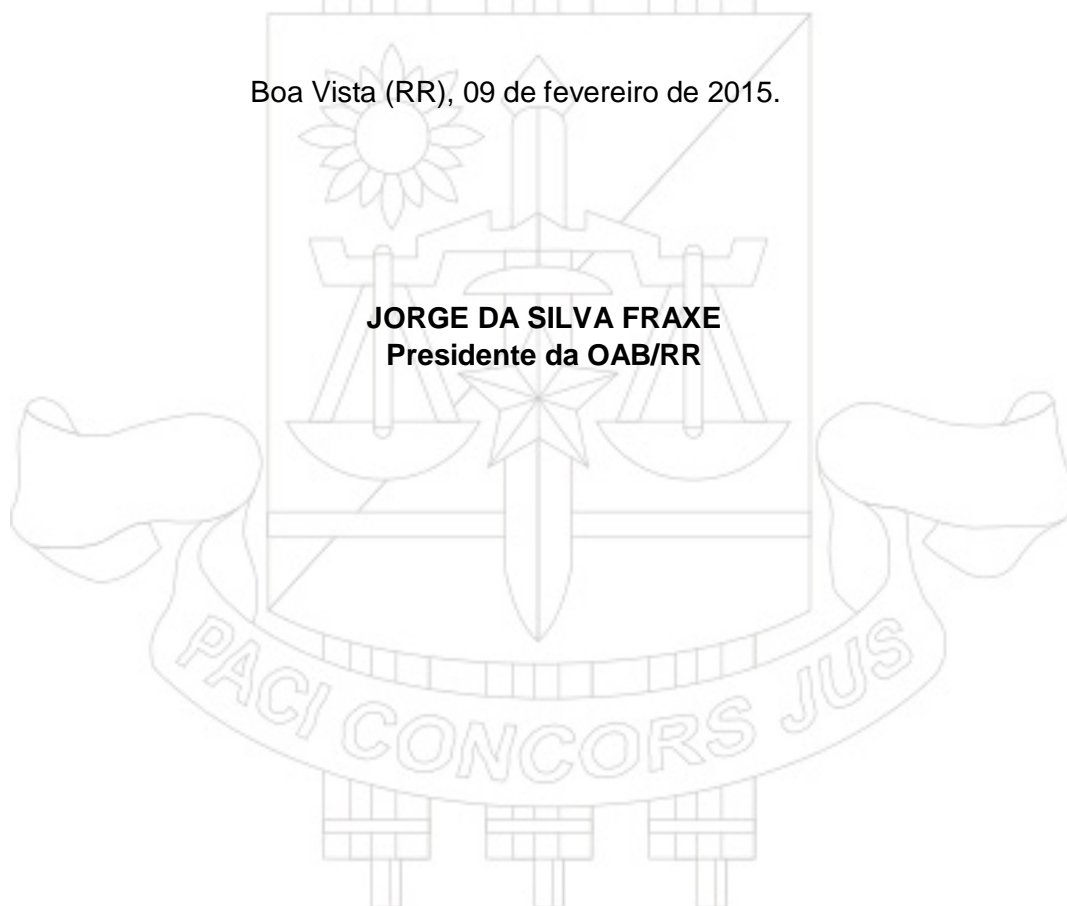 Boa Vista (RR), 09 de fevereiro de 2015.
JORGE DA SILVA FRAXE
Presidente da OAB/RR
PACI CONCORS JUS